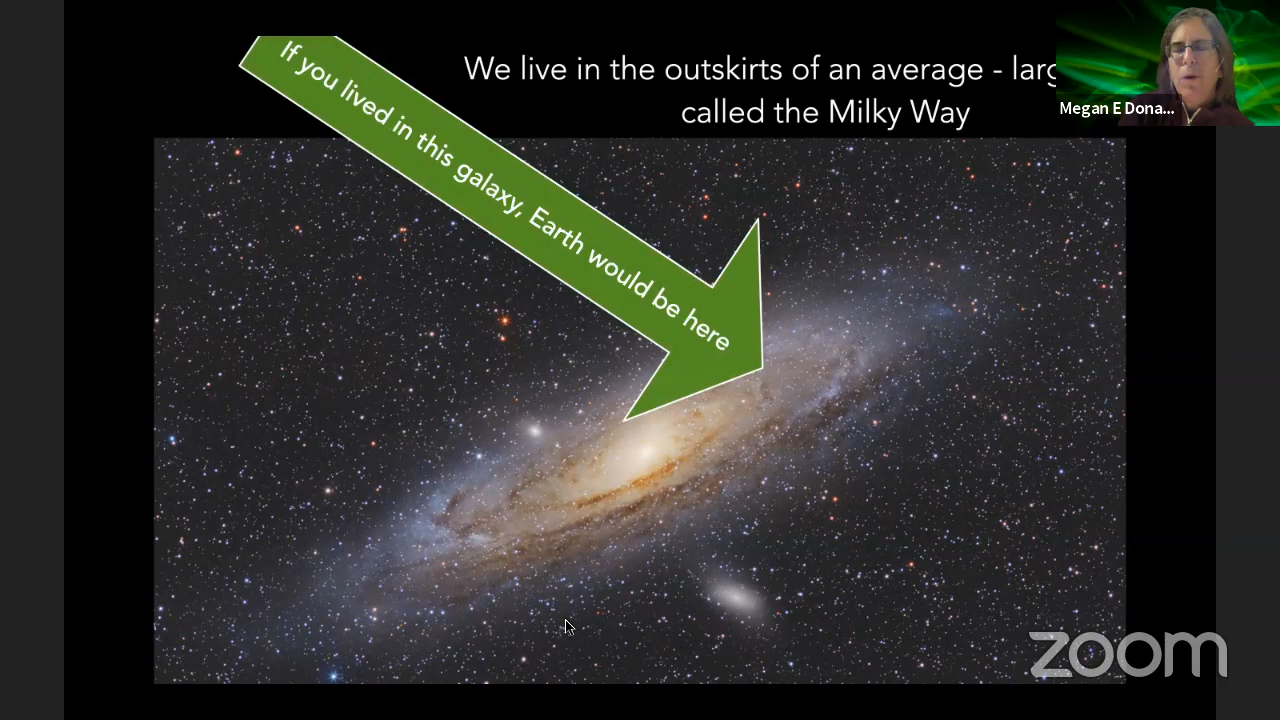 We live in the outskirts of an average -
called the Milky Way
If you lived in this galaxy, Earth would be here
Megan E Dona...
zoom